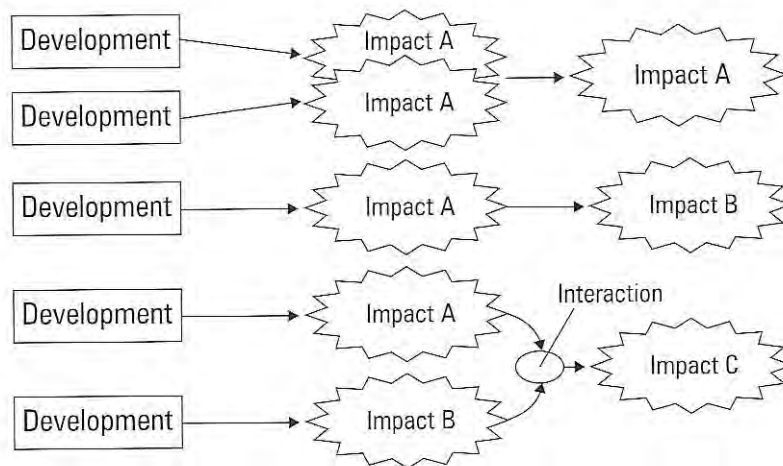 Development
Impact A
Impact A
Development
Impact A
Development
Impact A
Impact B
Development
Impact A
Interaction
Impact C
Development
Impact B